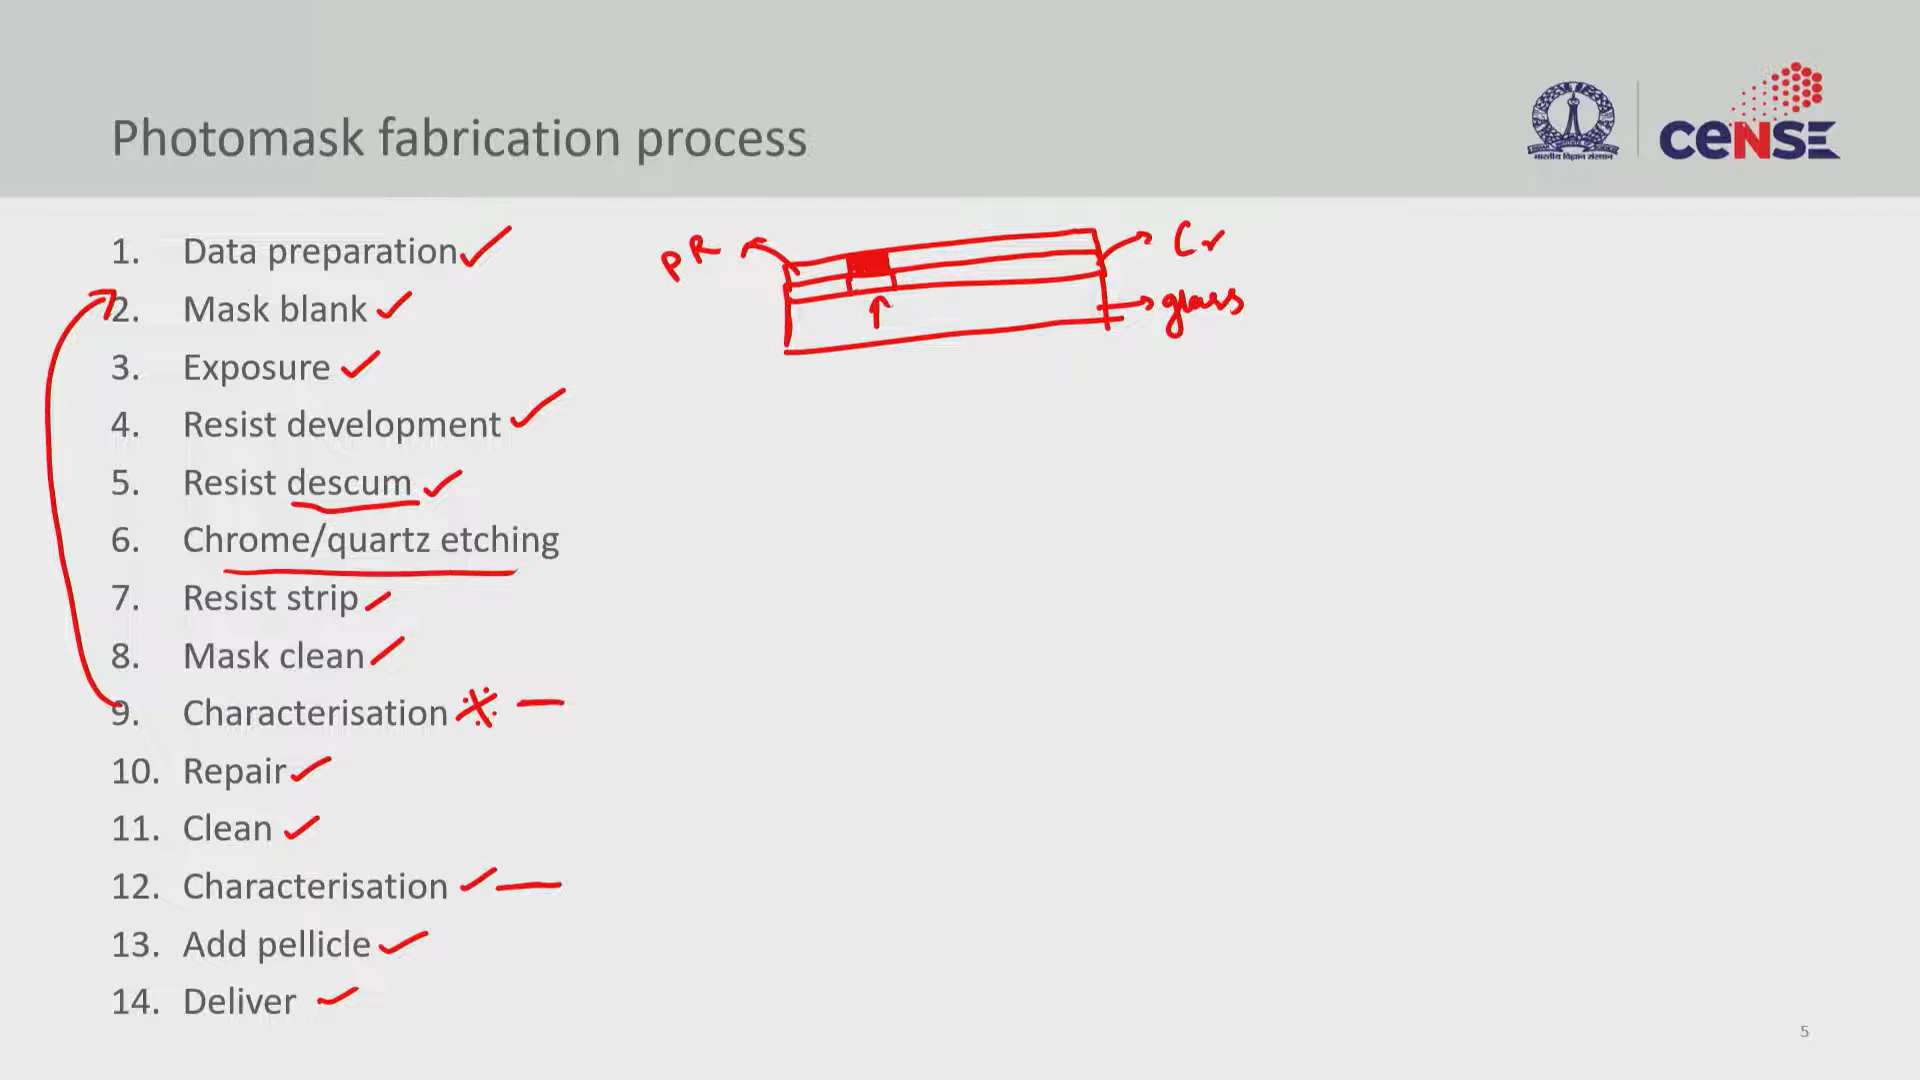 Photomask fabrication process
भारतीय विज्ञान संस्थान
CeNSE
1. Data preparation
2. Mask blank
3. Exposure
4. Resist development
5. Resist descum
6. Chrome/quartz etching
7. Resist strip
8. Mask clean
9. Characterisation
10. Repair
11. Clean
12. Characterisation
13. Add pellicle
14. Deliver
PR
Cr
glass
5